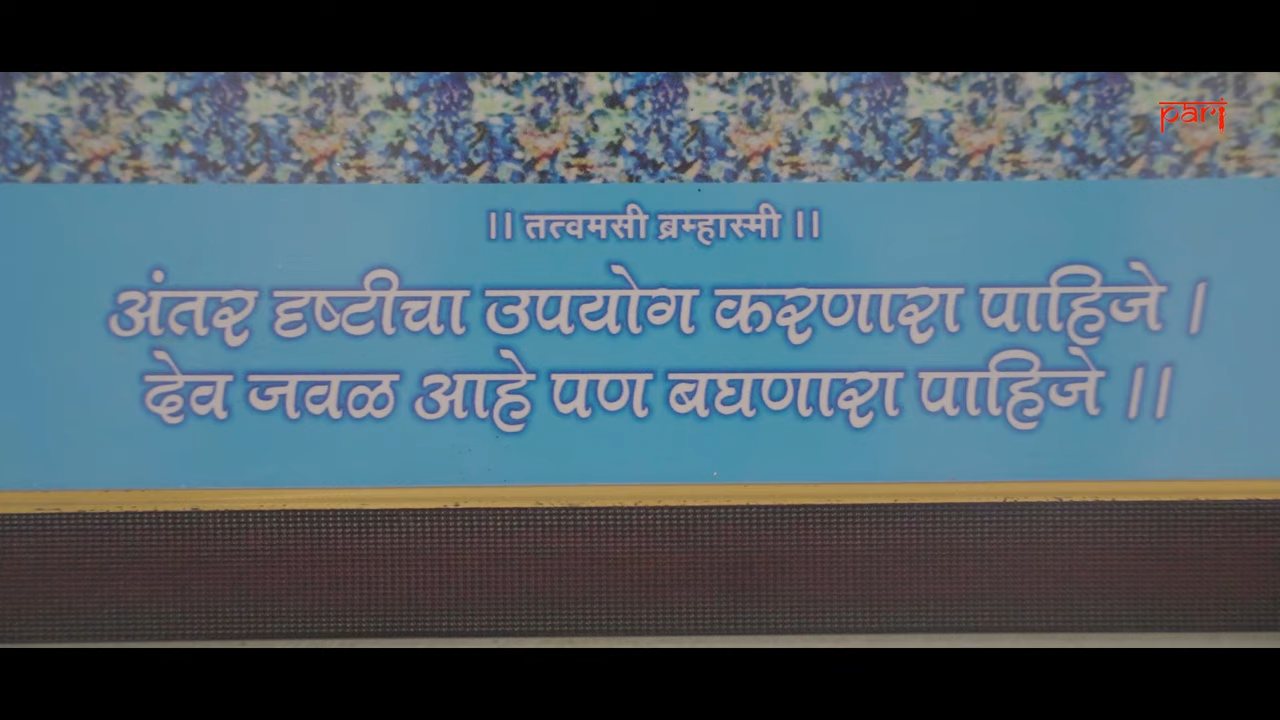 pari
।। तत्वमसी ब्रम्हास्मी ।।
अंतर दृष्टीचा उपयोग करणारा पाहिजे ।
देव जवळ आहे पण बघणारा पाहिजे ।।